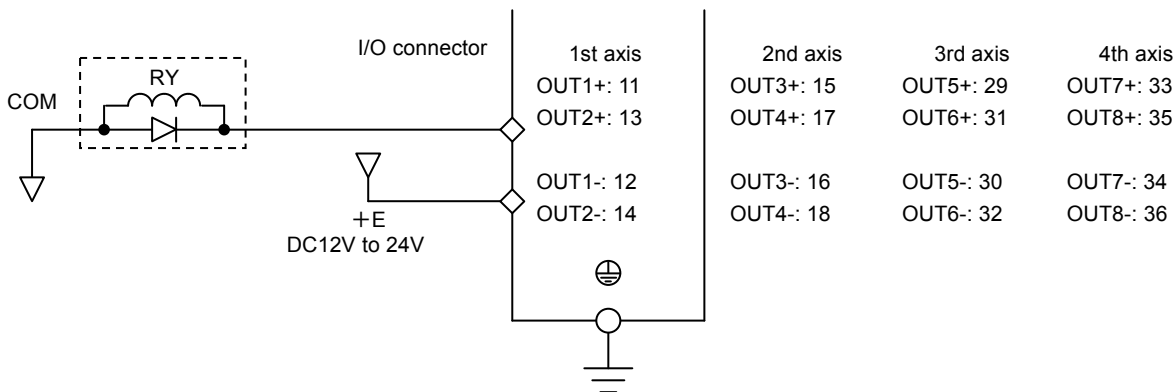 I/O connector
1st axis 2nd axis 3rd axis 4th axis
RY
COM
OUT1+: 11 OUT3+: 15 OUT5+: 29 OUT7+: 33
OUT2+: 13 OUT4+: 17 OUT6+: 31 OUT8+: 35
OUT1-: 12 OUT3-: 16 OUT5-: 30 OUT7-: 34
OUT2-: 14 OUT4-: 18 OUT6-: 32 OUT8-: 36
+E
DC12V to 24V